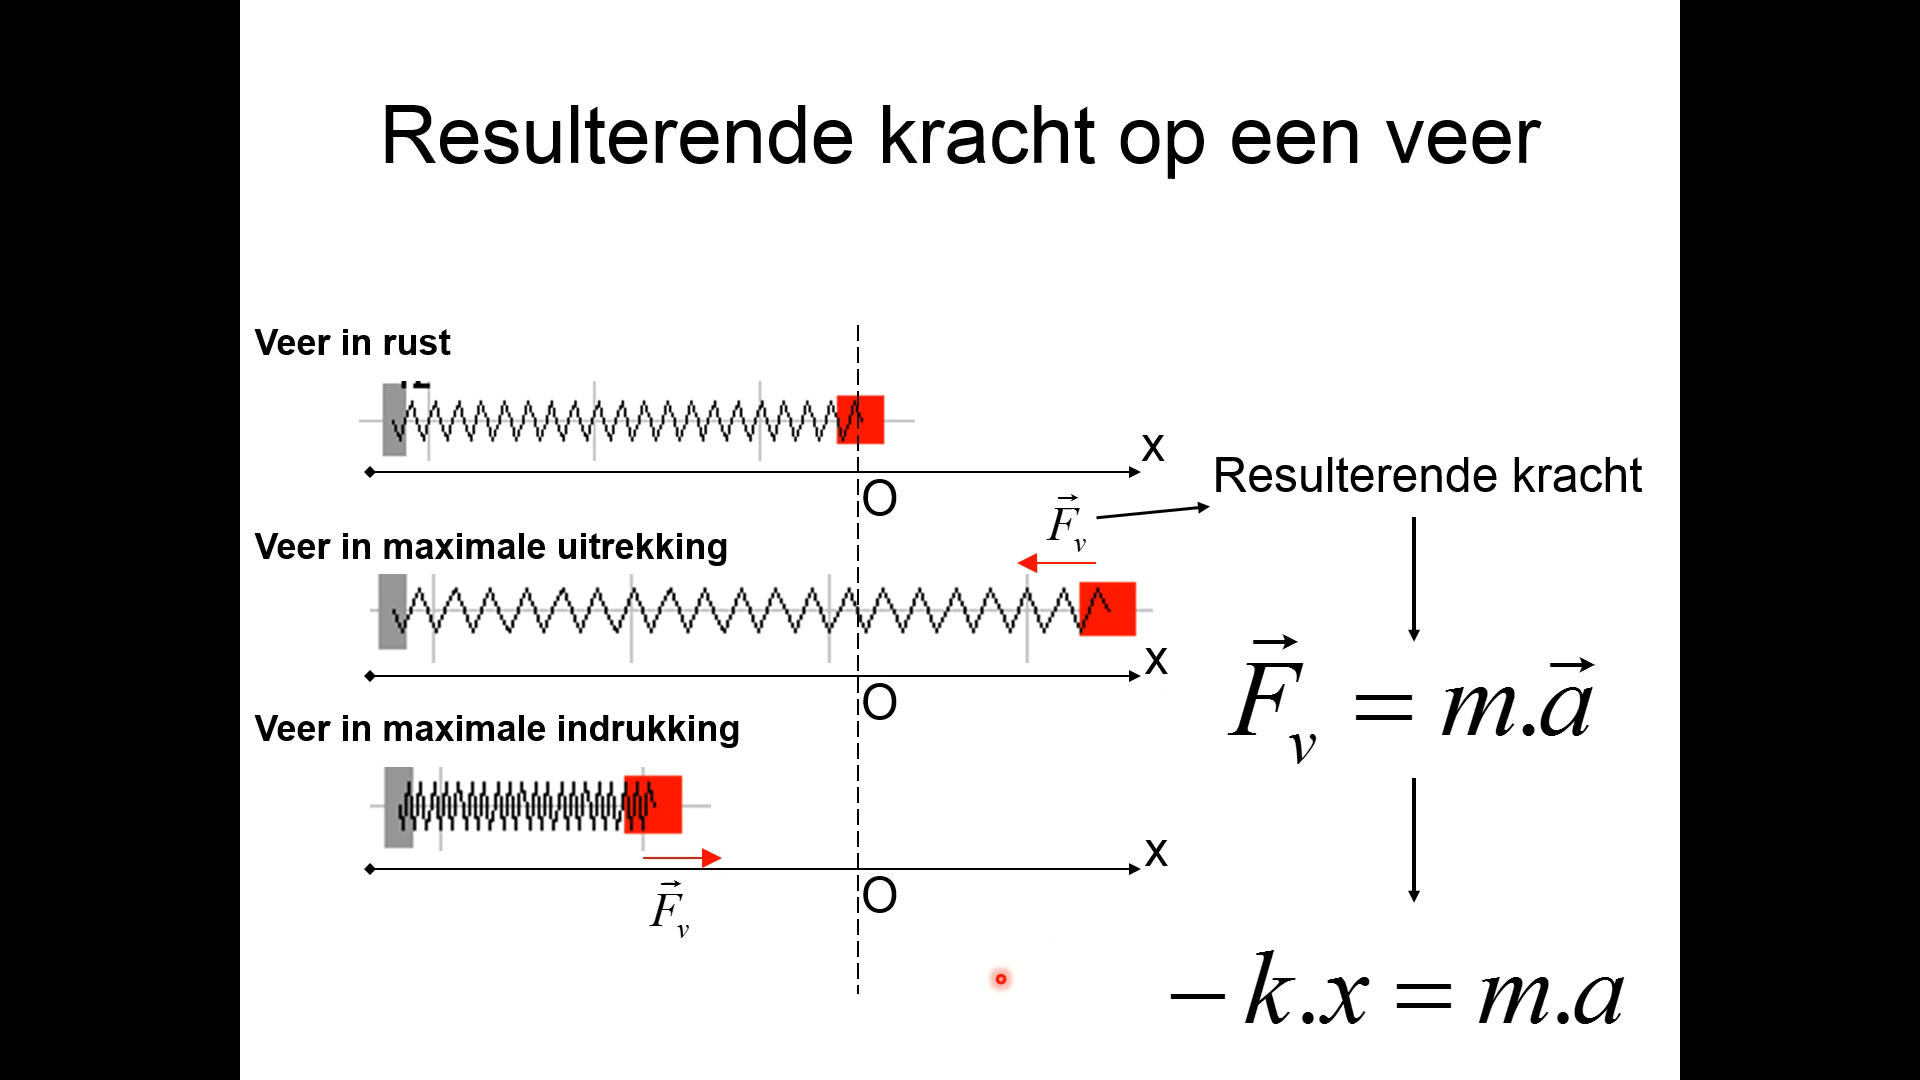 Resulterende kracht op een veer
Veer in rust
x
O
Resulterende kracht
F⃗ᵥ
Veer in maximale uitrekking
x
O
F⃗ᵥ = m.a⃗
Veer in maximale indrukking
x
O
F⃗ᵥ
− k.x = m.a